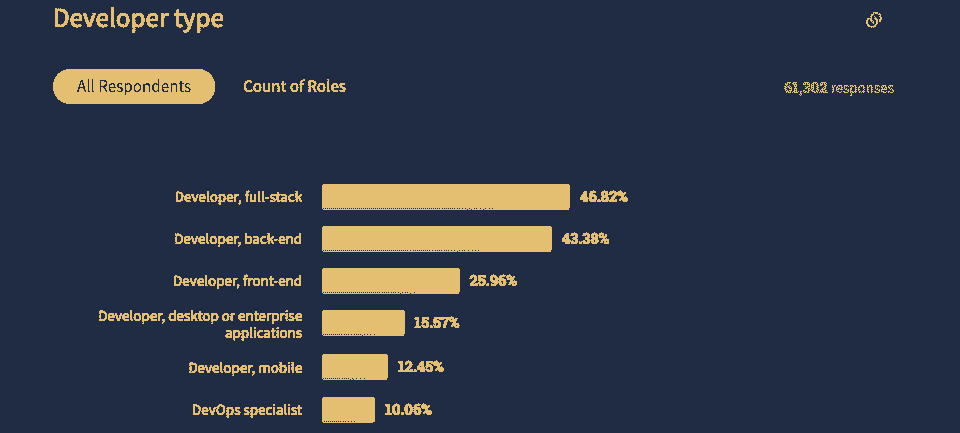 Developer type
All Respondents
Count of Roles
61,302 responses
Developer, full-stack
46.82%
Developer, back-end
43.38%
Developer, front-end
25.96%
Developer, desktop or enterprise
applications
15.57%
Developer, mobile
12.45%
DevOps specialist
10.06%